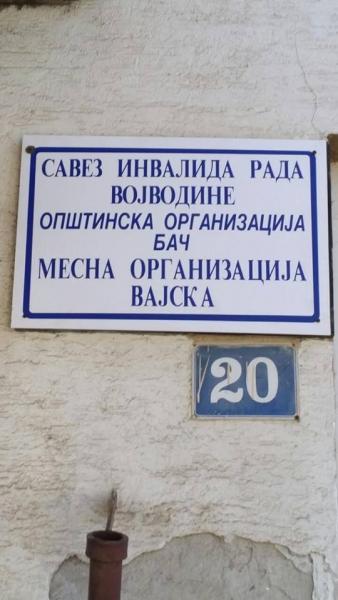 САВЕЗ ИНВАЛИДА РАДА
ВОЈВОДИНЕ
ОПШТИНСКА ОРГАНИЗАЦИЈА
БАЧ
МЕСНА ОРГАНИЗАЦИЈА
ВАЈСКА
20